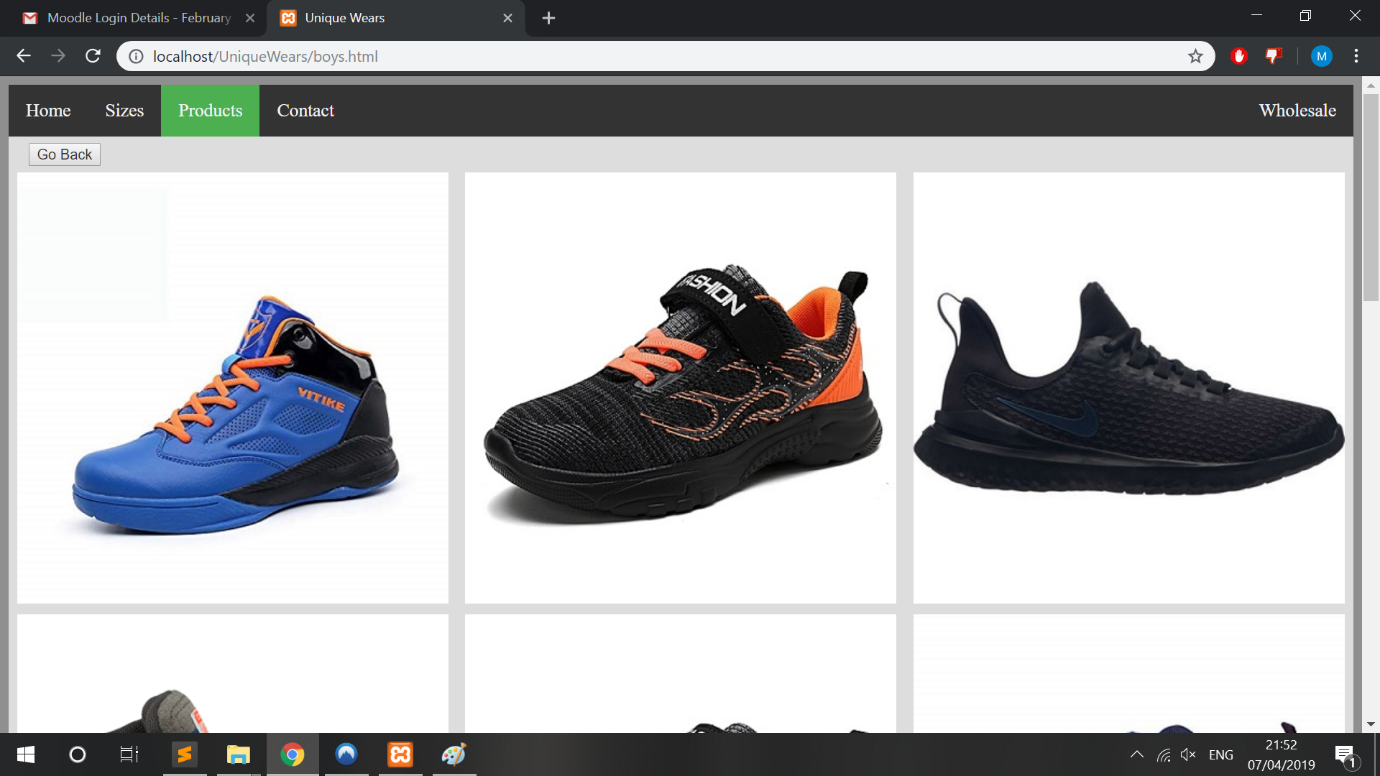 Moodle Login Details - February
Unique Wears
localhost/UniqueWears/boys.html
M
Home Sizes Products Contact Wholesale
Go Back
VITIKE
FASHION
ENG
21:52
07/04/2019
1